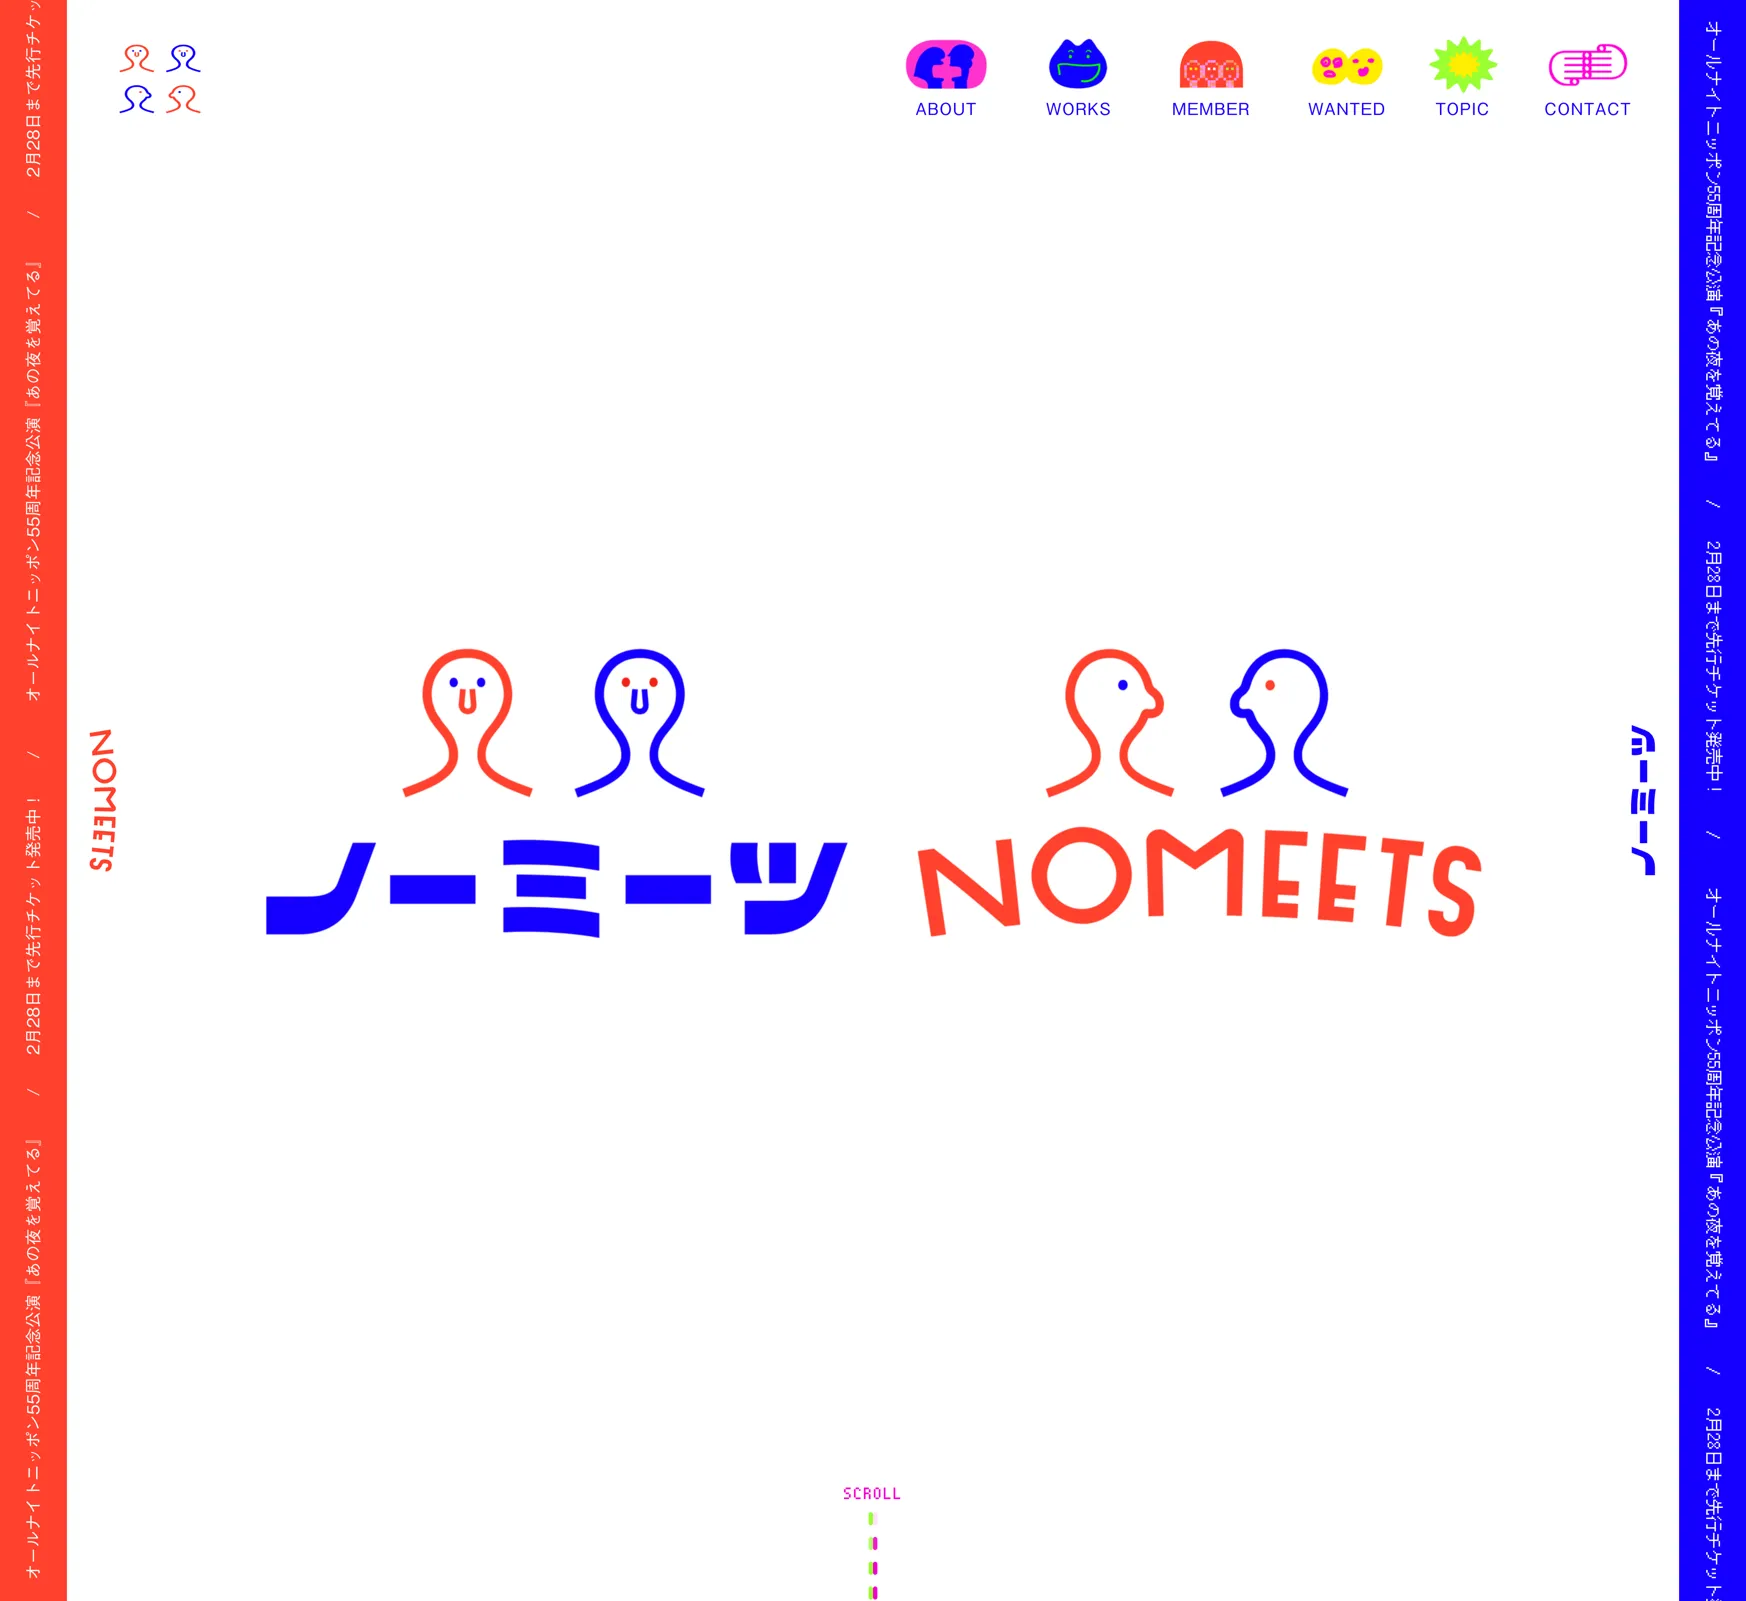 ABOUT
WORKS
MEMBER
WANTED
TOPIC
CONTACT
2月28日まで先行チケッ
/
オールナイトニッポン55周年記念公演『あの夜を覚えてる』
/
2月28日まで先行チケット発売中！
/
オールナイトニッポン55周年記念公演『あの夜を覚えてる』
NOMEETS
ノーミーツ
NOMEETS
ノーミーツ
オールナイトニッポン55周年記念公演『あの夜を覚えてる』
/
2月28日まで先行チケット発売中！
/
オールナイトニッポン55周年記念公演『あの夜を覚えてる』
/
2月28日まで先行チケット
SCROLL